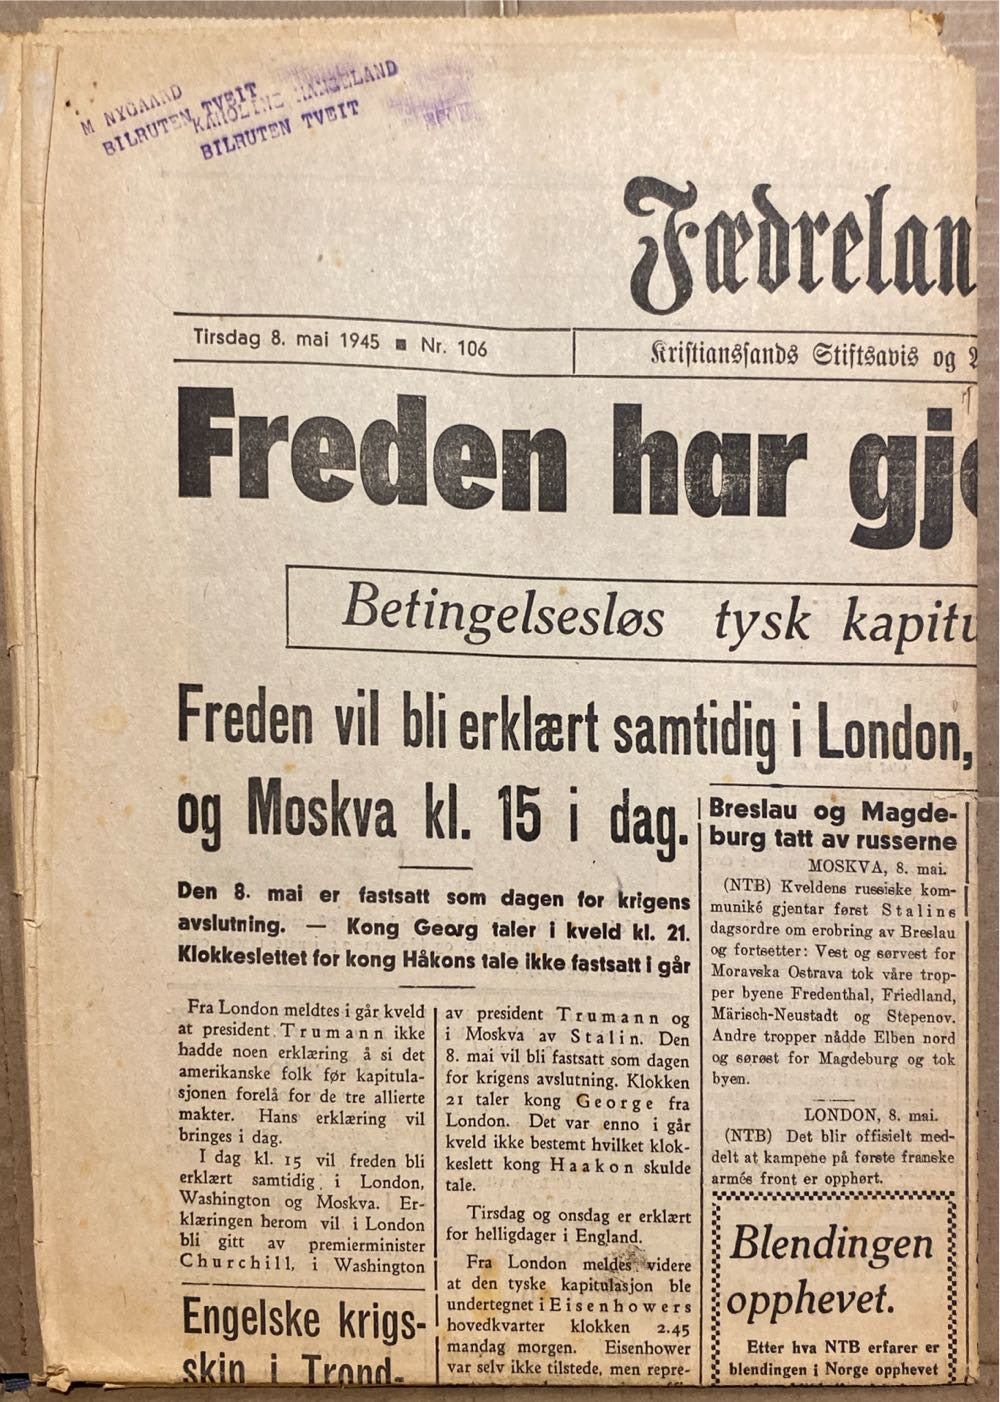 M NYGAARD
BILRUTEN TVEIT
KAROLINE
BILRUTEN TVEIT
Fædrelan
Tirsdag 8. mai 1945 ■ Nr. 106
Kristianssands Stiftsavis og
Freden har gj
Betingelsesløs tysk kapitu
Freden vil bli erklært samtidig i London,
og Moskva kl. 15 i dag.
Den 8. mai er fastsatt som dagen for krigens
avslutning. — Kong Georg taler i kveld kl. 21.
Klokkeslettet for kong Håkons tale ikke fastsatt i går
Fra London meldtes i går kveld
at president Trumann ikke
hadde noen erklæring å si det
amerikanske folk før kapitula-
sjonen forelå for de tre allierte
makter. Hans erklæring vil
bringes i dag.
I dag kl. 15 vil freden bli
erklært samtidig i London,
Washington og Moskva. Er-
klæringen herom vil i London
bli gitt av premierminister
Churchill, i Washington
Engelske krigs-
skip i Trond-
av president Trumann og
i Moskva av Stalin. Den
8. mai vil bli fastsatt som dagen
for krigens avslutning. Klokken
21 taler kong George fra
London. Det var enno i går
kveld ikke bestemt hvilket klok-
keslett kong Haakon skulde
tale.
Tirsdag og onsdag er erklært
for helligdager i England.
Fra London meldes videre
at den tyske kapitulasjon ble
undertegnet i Eisenhowers
hovedkvarter klokken 2.45
mandag morgen. Eisenhower
var selv ikke tilstede, men repre-
Breslau og Magde-
burg tatt av russerne
MOSKVA, 8. mai.
(NTB) Kveldens russiske kom-
muniké gjentar først Stalins
dagsordre om erobring av Breslau
og fortsetter: Vest og sørvest for
Moravska Ostrava tok våre trop-
per byene Fredenthal, Friedland,
Märisch-Neustadt og Stepenov.
Andre tropper nådde Elben nord
og sørøst for Magdeburg og tok
byen.
LONDON, 8. mai.
(NTB) Det blir offisielt med-
delt at kampene på første franske
armés front er opphørt.
Blendingen
opphevet.
Etter hva NTB erfarer er
blendingen i Norge opphevet